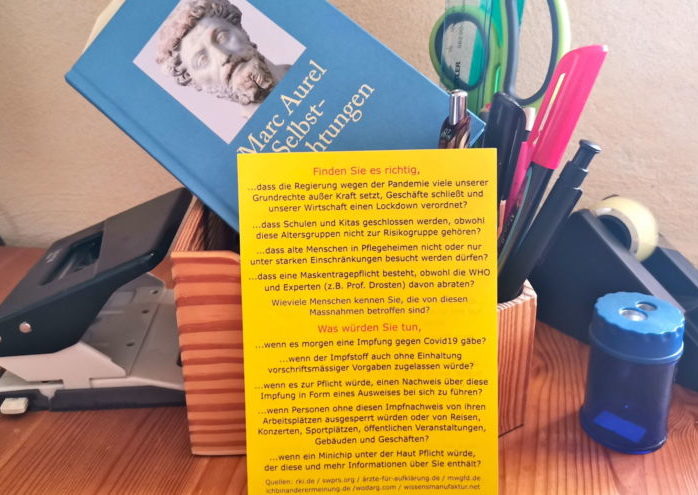 Marc Aurel
Selbst-
htungen
Finden Sie es richtig,
...dass die Regierung wegen der Pandemie viele unserer
Grundrechte außer Kraft setzt, Geschäfte schließt und
unserer Wirtschaft einen Lockdown verordnet?
...dass Schulen und Kitas geschlossen werden, obwohl
diese Altersgruppen nicht zur Risikogruppe gehören?
...dass alte Menschen in Pflegeheimen nicht oder nur
unter starken Einschränkungen besucht werden dürfen?
...dass eine Maskentragepflicht besteht, obwohl die WHO
und Experten (z.B. Prof. Drosten) davon abraten?
Wieviele Menschen kennen Sie, die von diesen
Massnahmen betroffen sind?
Was würden Sie tun,
...wenn es morgen eine Impfung gegen Covid19 gäbe?
...wenn der Impfstoff auch ohne Einhaltung
vorschriftsmässiger Vorgaben zugelassen würde?
...wenn es zur Pflicht würde, einen Nachweis über diese
Impfung in Form eines Ausweises bei sich zu führen?
...wenn Personen ohne diesen Impfnachweis von ihren
Arbeitsplätzen ausgesperrt würden oder von Reisen,
Konzerten, Sportplätzen, öffentlichen Veranstaltungen,
Gebäuden und Geschäften?
...wenn ein Minichip unter der Haut Pflicht würde,
der diese und mehr Informationen über Sie enthält?
Quellen: rki.de / swprs.org / ärzte-für-aufklärung.de / mwgfd.de
ichbinanderermeinung.de /wodarg.com / wissensmanufaktur.net